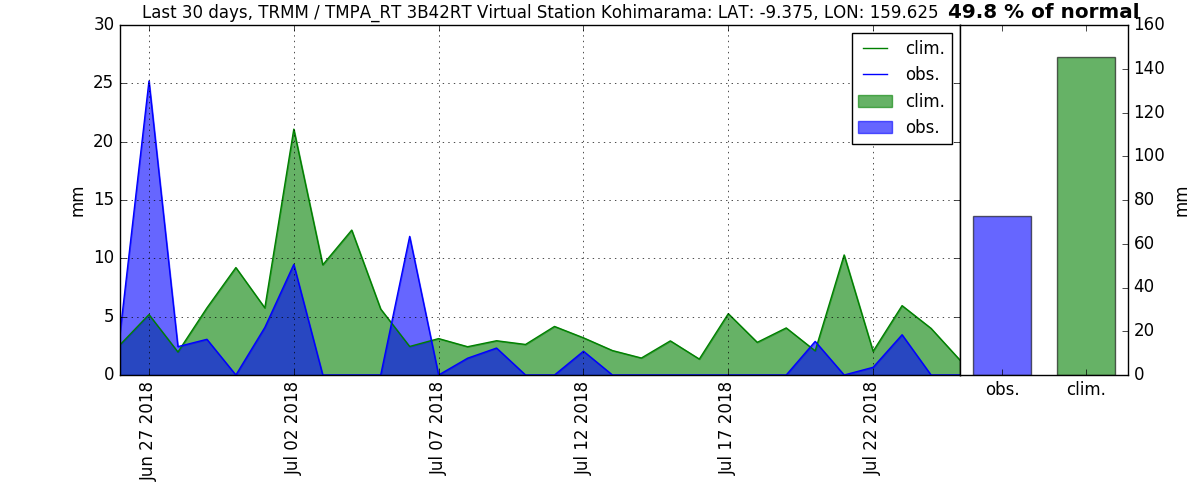 Last 30 days, TRMM / TMPA_RT 3B42RT Virtual Station Kohimarama: LAT: -9.375, LON: 159.625
49.8 % of normal
30
25
20
15
10
5
0
mm
clim.
obs.
clim.
obs.
Jun 27 2018
Jul 02 2018
Jul 07 2018
Jul 12 2018
Jul 17 2018
Jul 22 2018
160
140
120
100
80
60
40
20
0
mm
obs.
clim.